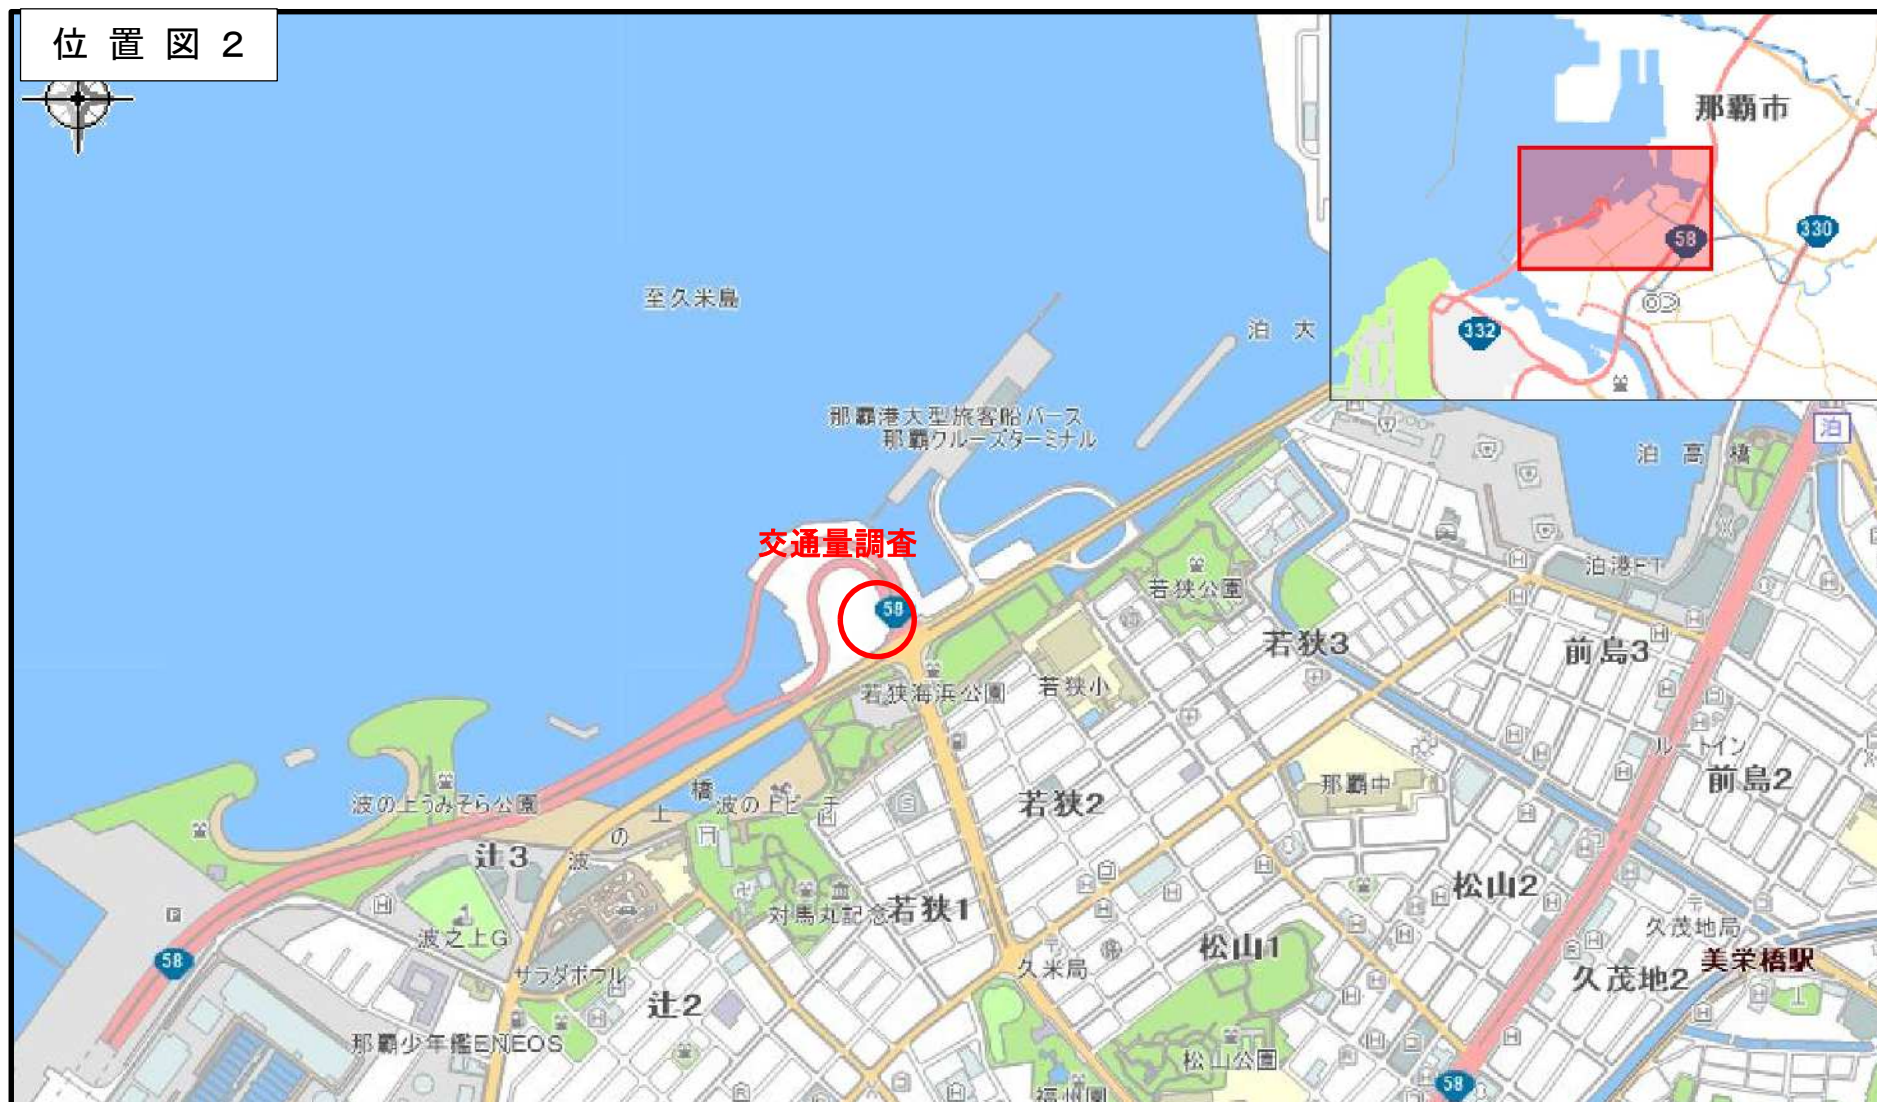 位置図２
那覇市
58
330
332
至久米島
泊大
那覇港大型旅客船バース
那覇クルーズターミナル
泊
泊高橋
交通量調査
58
若狭公園
泊港FT
若狭3
前島3
若狭海浜公園
若狭小
ルートイン
前島2
那覇中
波の上うみそら公園
波の上橋
波の上ビーチ
若狭2
辻3
松山2
対馬丸記念
若狭1
久茂地局
波之上G
松山1
美栄橋駅
58
サラダボウル
久米局
久茂地2
辻2
那覇少年鑑ENEOS
松山公園
58
福州園